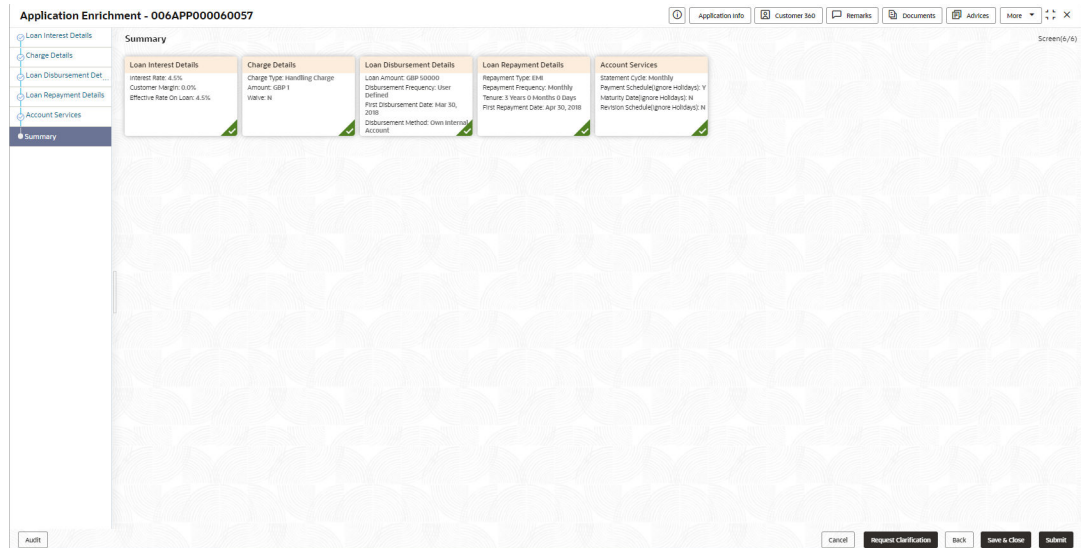 Application Enrichment - 006APP000060057
Application Info
Customer 360
Remarks
Documents
Advices
More
Loan Interest Details
Charge Details
Loan Disbursement Det...
Loan Repayment Details
Account Services
Summary
Summary
Screen(6/6)
Loan Interest Details
Interest Rate: 4.5%
Customer Margin: 0.0%
Effective Rate On Loan: 4.5%
Charge Details
Charge Type: Handling Charge
Amount: GBP 1
Waive: N
Loan Disbursement Details
Loan Amount: GBP 50000
Disbursement Frequency: User
Defined
First Disbursement Date: Mar 30,
2018
Disbursement Method: Own Internal
Account
Loan Repayment Details
Repayment Type: EMI
Repayment Frequency: Monthly
Tenure: 3 Years 0 Months 0 Days
First Repayment Date: Apr 30, 2018
Account Services
Statement Cycle: Monthly
Payment Schedule(Ignore Holidays): Y
Maturity Date(Ignore Holidays): N
Revision Schedule(Ignore Holidays): N
Audit
Cancel
Request Clarification
Back
Save & Close
Submit